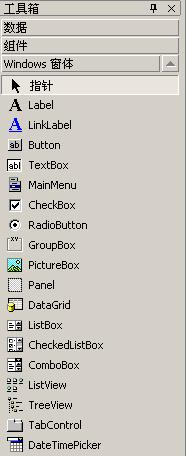 工具箱
数据
组件
Windows 窗体
指针
Label
LinkLabel
Button
TextBox
MainMenu
CheckBox
RadioButton
GroupBox
PictureBox
Panel
DataGrid
ListBox
CheckedListBox
ComboBox
ListView
TreeView
TabControl
DateTimePicker